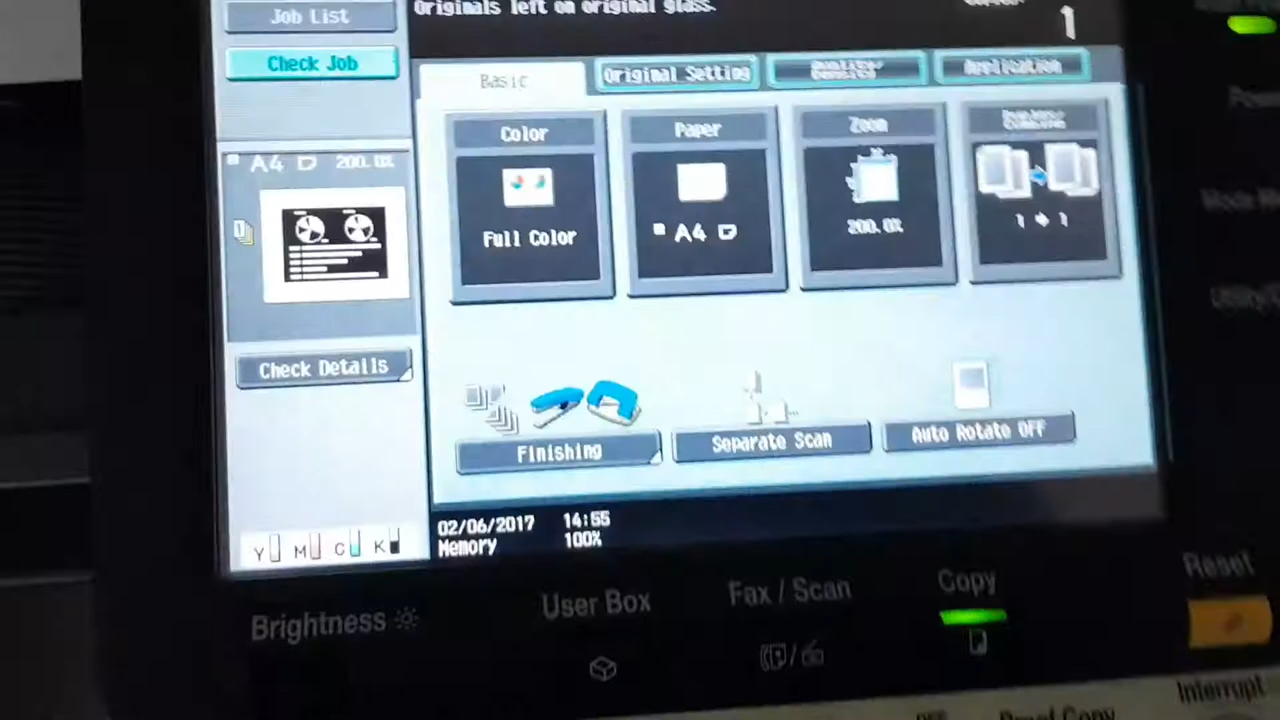 Job List
Originals left on original glass.
1
Check Job
Basic
Original Setting
Application
A4 200.0%
Color
Full Color
Paper
A4
Zoom
200.0%
1 1
Check Details
Finishing
Separate Scan
Auto Rotate OFF
Y M C K
02/06/2017 14:55
Memory 100%
Brightness
User Box
Fax / Scan
Copy
Reset
Interrupt